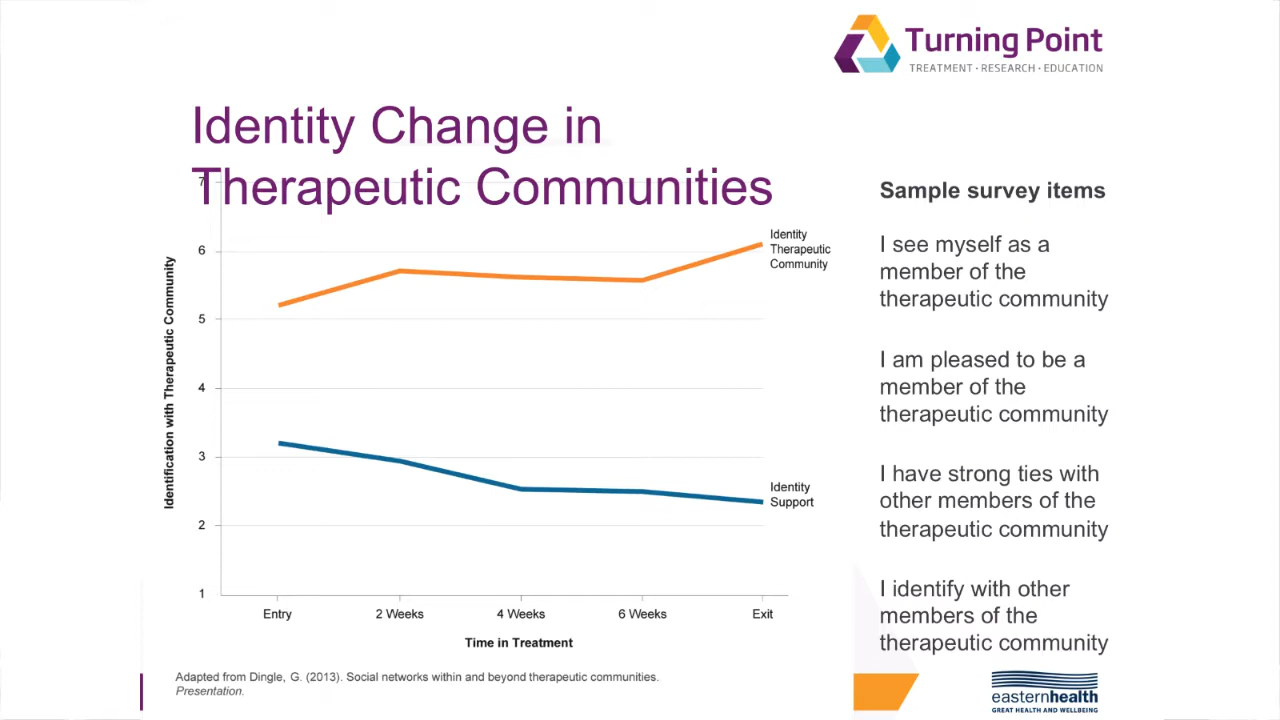 Turning Point
TREATMENT · RESEARCH · EDUCATION
Identity Change in
Therapeutic Communities
Sample survey items
I see myself as a
member of the
therapeutic community
I am pleased to be a
member of the
therapeutic community
I have strong ties with
other members of the
therapeutic community
I identify with other
members of the
therapeutic community
Identification with Therapeutic Community
7
6
5
4
3
2
1
Identity
Therapeutic
Community
Identity
Support
Entry
2 Weeks
4 Weeks
6 Weeks
Exit
Time in Treatment
Adapted from Dingle, G. (2013). Social networks within and beyond therapeutic communities.
Presentation.
easternhealth
GREAT HEALTH AND WELLBEING